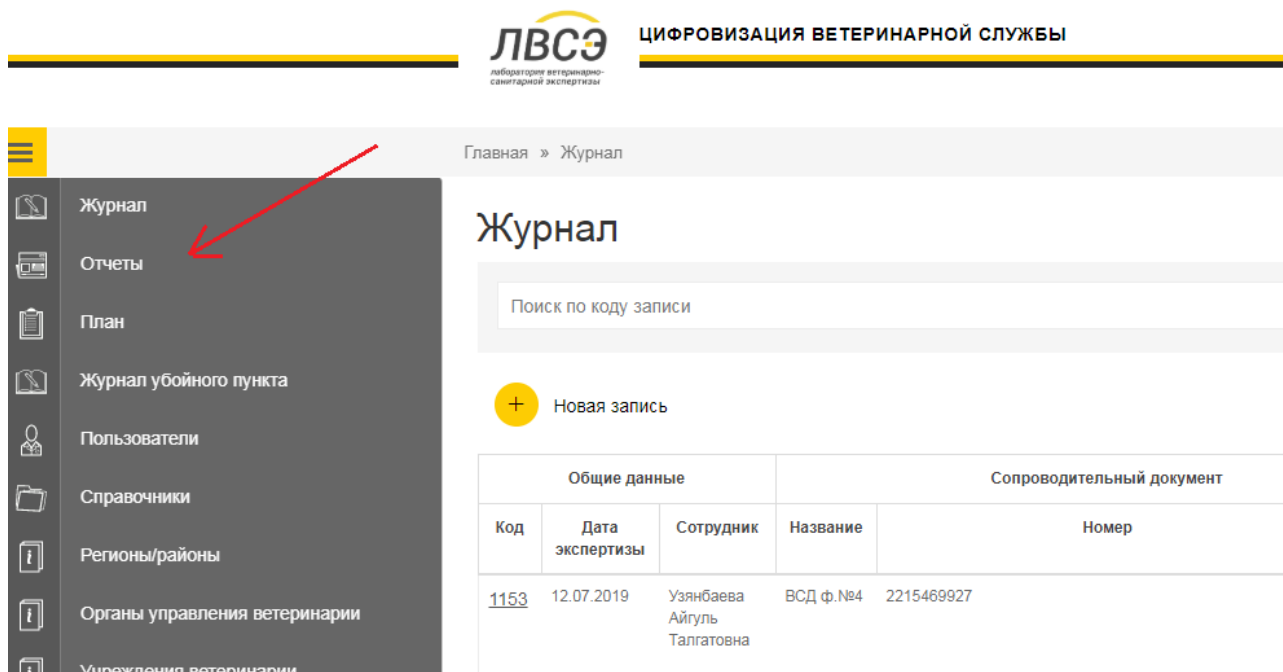 ЛВСЭ
лаборатория ветеринарно-
санитарной экспертизы
ЦИФРОВИЗАЦИЯ ВЕТЕРИНАРНОЙ СЛУЖБЫ
Главная » Журнал
Журнал
Отчеты
План
Журнал убойного пункта
Пользователи
Справочники
Регионы/районы
Органы управления ветеринарии
Учреждения ветеринарии
Журнал
Поиск по коду записи
+ Новая запись
Общие данные Сопроводительный документ
Код Дата Сотрудник Название Номер
экспертизы
1153 12.07.2019 Узянбаева ВСД ф.№4 2215469927
Айгуль
Талгатовна